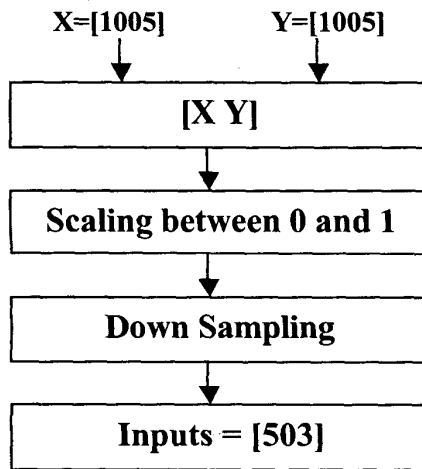 X=[1005] Y=[1005]
[X Y]
Scaling between 0 and 1
Down Sampling
Inputs = [503]